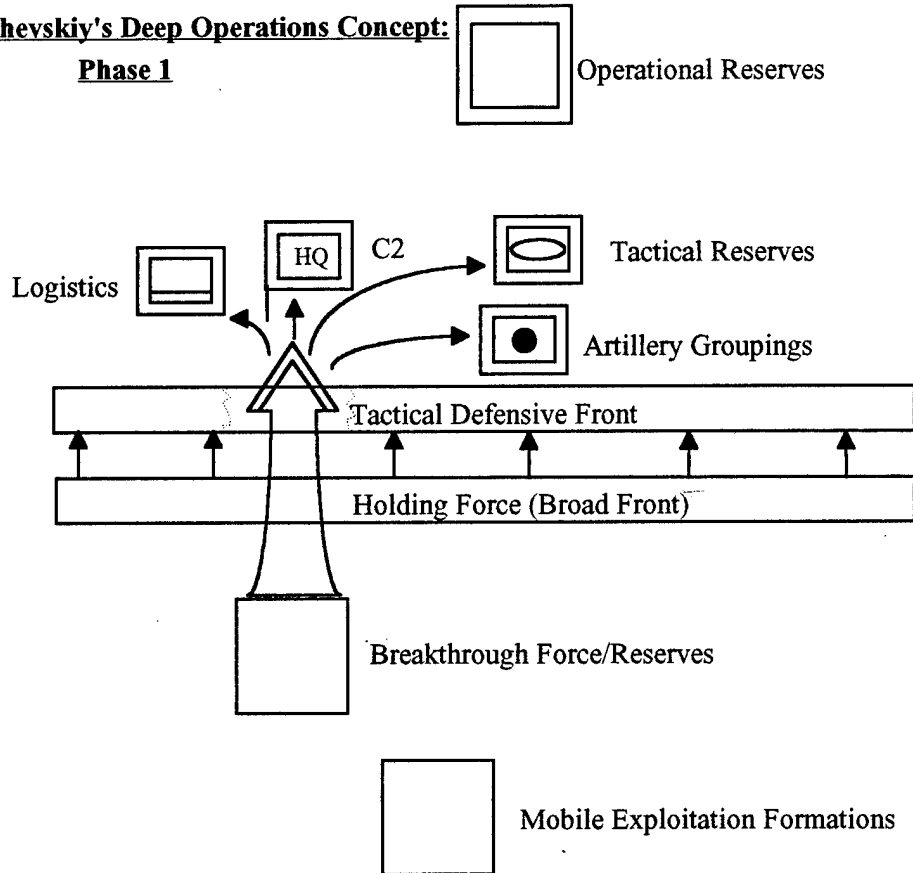 hevskiy's Deep Operations Concept:
Phase 1
Operational Reserves
HQ
C2
Tactical Reserves
Logistics
Artillery Groupings
Tactical Defensive Front
Holding Force (Broad Front)
Breakthrough Force/Reserves
Mobile Exploitation Formations